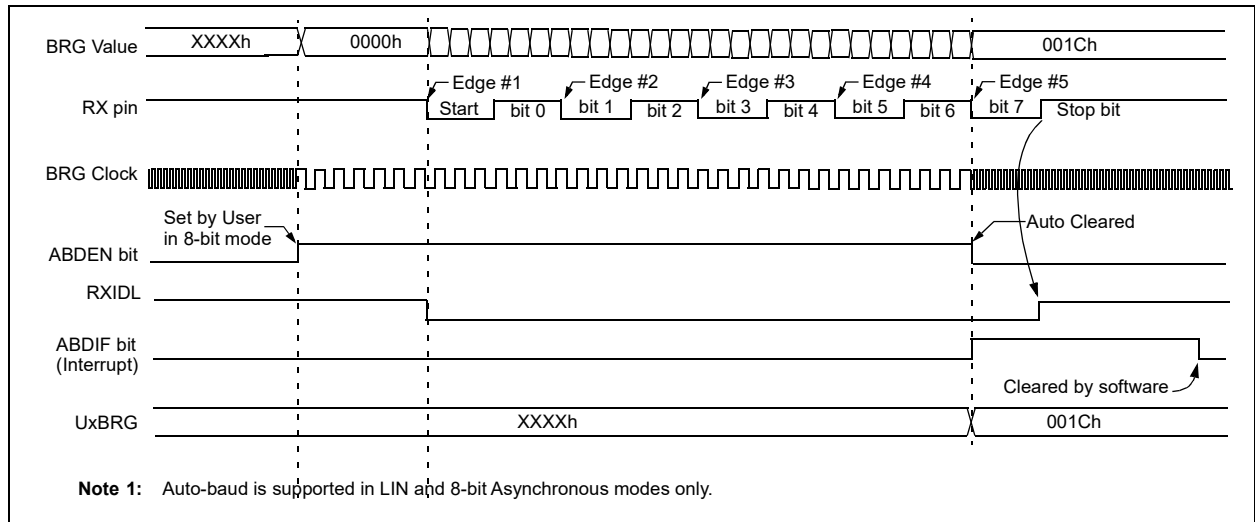 BRG Value XXXXh 0000h 001Ch
Edge #1 Edge #2 Edge #3 Edge #4 Edge #5
RX pin Start bit 0 bit 1 bit 2 bit 3 bit 4 bit 5 bit 6 bit 7 Stop bit
BRG Clock
Set by User
in 8-bit mode
Auto Cleared
ABDEN bit
RXIDL
ABDIF bit
(Interrupt)
Cleared by software
UxBRG XXXXh 001Ch
Note 1: Auto-baud is supported in LIN and 8-bit Asynchronous modes only.